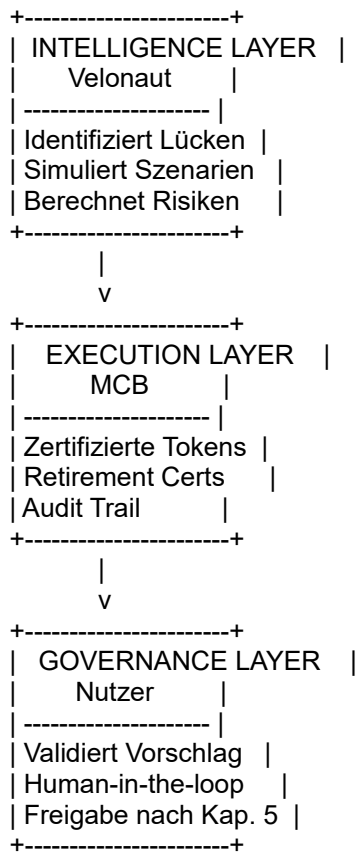 +-----------------------+
| INTELLIGENCE LAYER |
| Velonaut |
| --------------------- |
| Identifiziert Lücken |
| Simuliert Szenarien |
| Berechnet Risiken |
+-----------------------+
|
v
+-----------------------+
| EXECUTION LAYER |
| MCB |
| --------------------- |
| Zertifizierte Tokens |
| Retirement Certs |
| Audit Trail |
+-----------------------+
|
v
+-----------------------+
| GOVERNANCE LAYER |
| Nutzer |
| --------------------- |
| Validiert Vorschlag |
| Human-in-the-loop |
| Freigabe nach Kap. 5 |
+-----------------------+